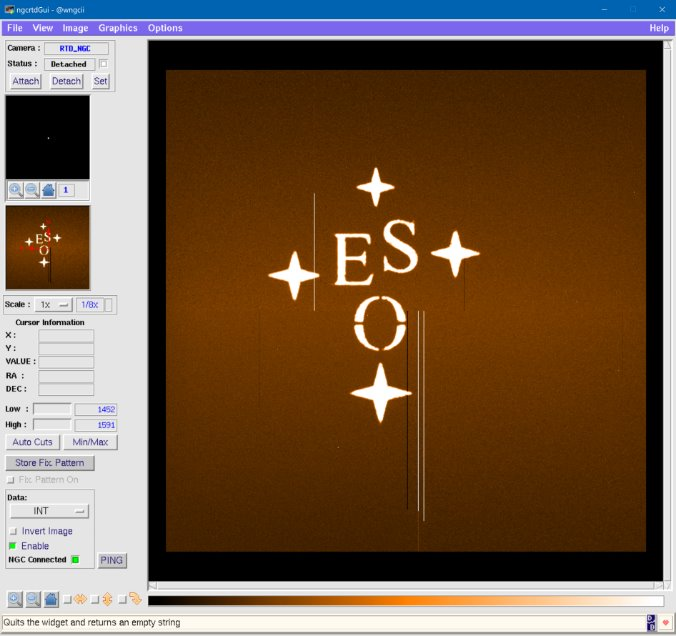 ngcrtdGui - @wngcii
File View Image Graphics Options Help
Camera : RTD_NGC
Status : Detached
Attach Detach Set
1
E S
O
Scale : 1x 1/8x
Cursor Information
X :
Y :
VALUE :
RA :
DEC :
Low : 1452
High : 1591
Auto Cuts Min/Max
Store Fix. Pattern
Fix. Pattern On
Data:
INT
Invert Image
Enable
NGC Connected PING
Quits the widget and returns an empty string